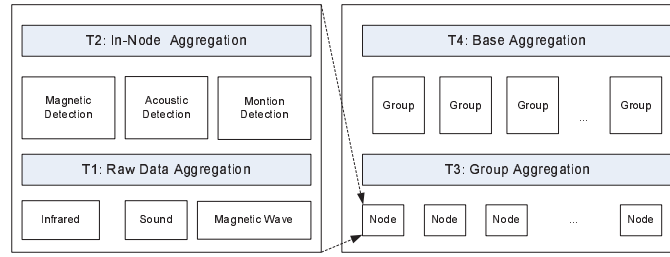 T2: In-Node Aggregation
Magnetic
Detection
Acoustic
Detection
Montion
Detection
T1: Raw Data Aggregation
Infrared
Sound
Magnetic Wave
T4: Base Aggregation
Group
Group
Group
...
Group
T3: Group Aggregation
Node
Node
Node
...
Node